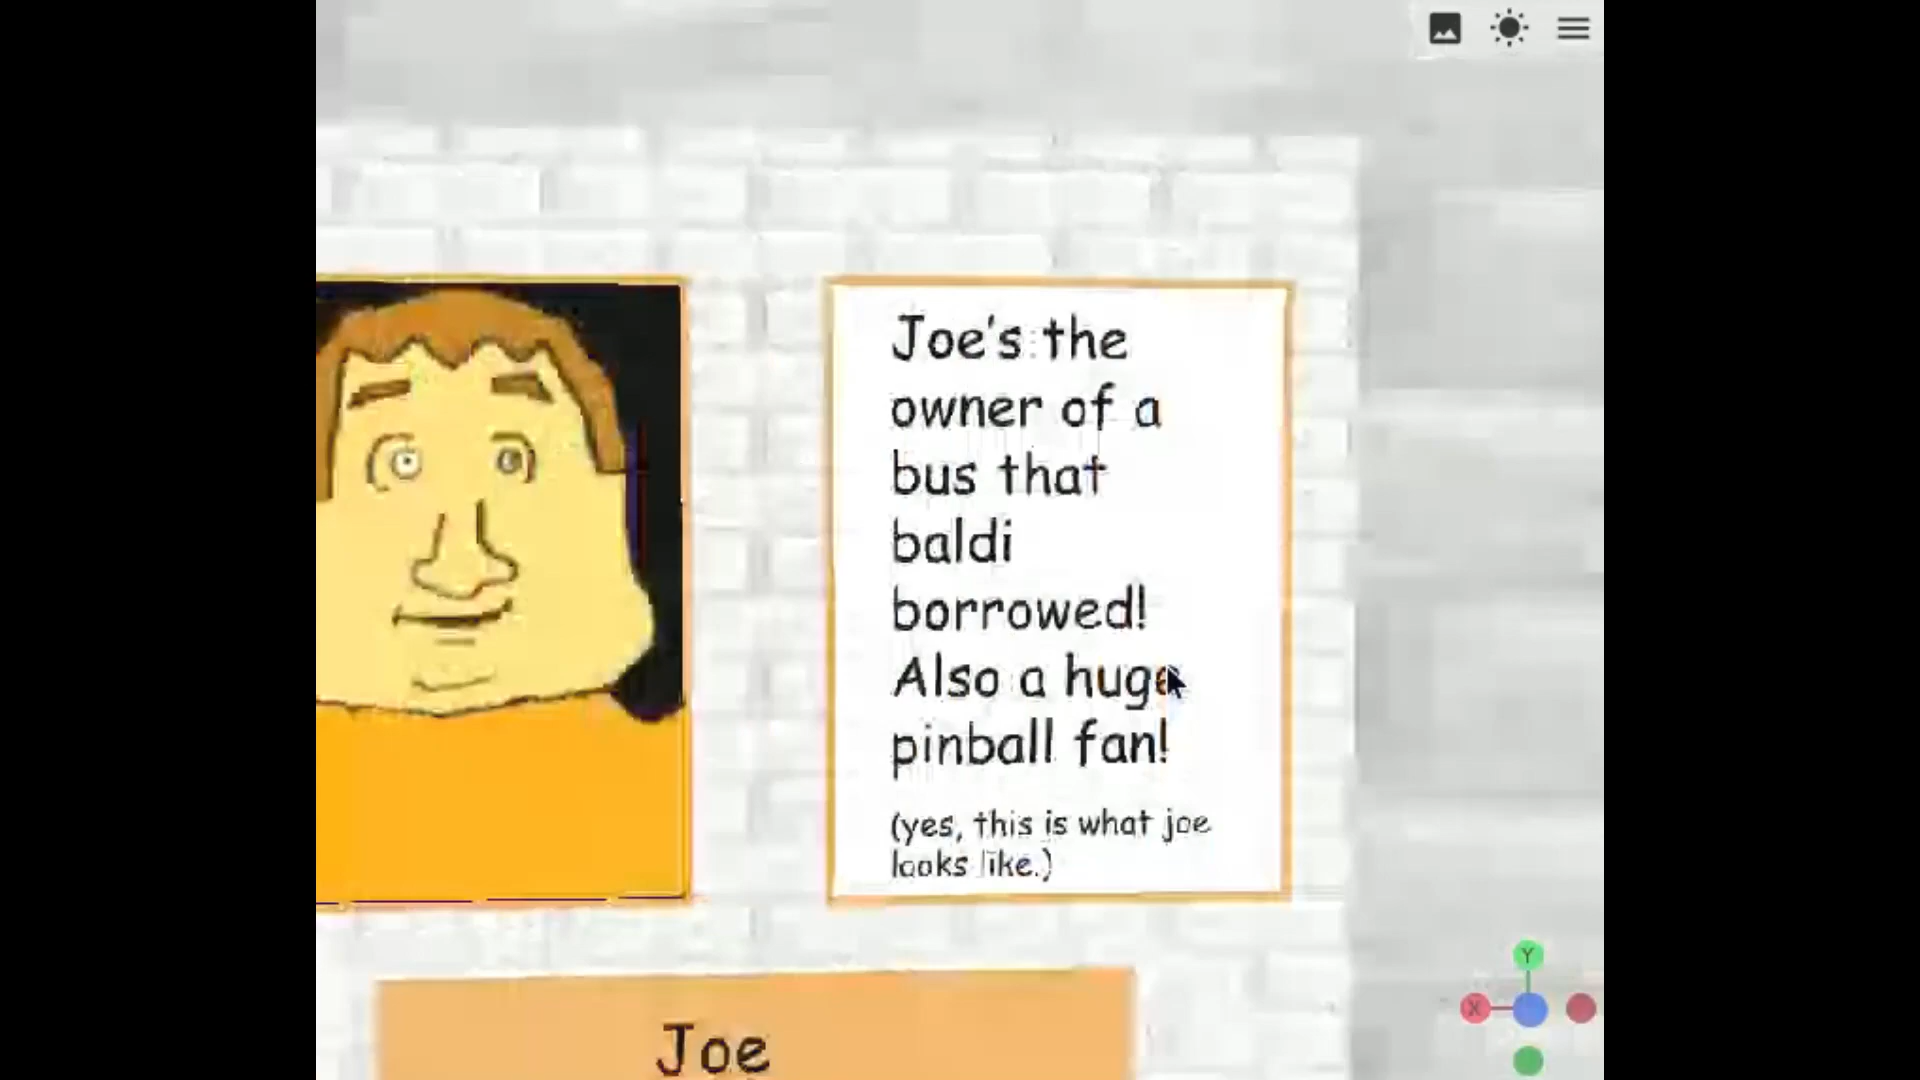 Joe's the
owner of a
bus that
baldi
borrowed!
Also a huge
pinball fan!
(yes, this is what joe
looks like.)
Joe
Y
X